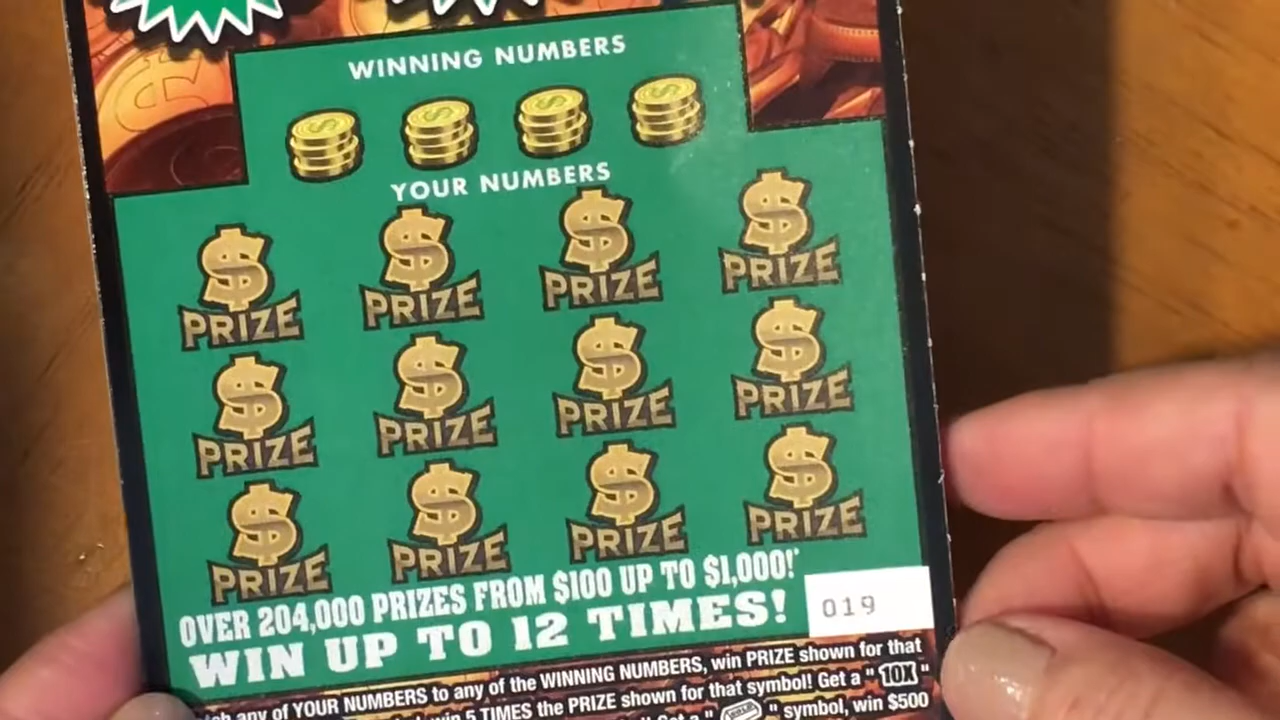 WINNING NUMBERS
YOUR NUMBERS
PRIZE PRIZE PRIZE PRIZE
PRIZE PRIZE PRIZE PRIZE
PRIZE PRIZE PRIZE PRIZE
OVER 204,000 PRIZES FROM $100 UP TO $1,000!*
WIN UP TO 12 TIMES!
019
any of YOUR NUMBERS to any of the WINNING NUMBERS, win PRIZE shown for that
win 5 TIMES the PRIZE shown for that symbol! Get a "10X"
" symbol, win $500